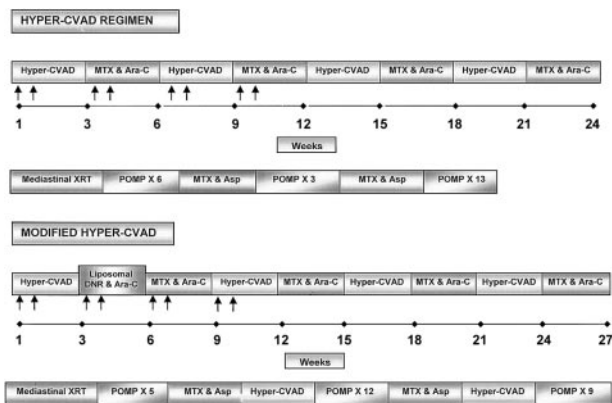 HYPER-CVAD REGIMEN
Hyper-CVAD MTX & Ara-C Hyper-CVAD MTX & Ara-C Hyper-CVAD MTX & Ara-C Hyper-CVAD MTX & Ara-C
1 3 6 9 12 15 18 21 24
Weeks
Mediastinal XRT POMP X 6 MTX & Asp POMP X 3 MTX & Asp POMP X 13
MODIFIED HYPER-CVAD
Hyper-CVAD Liposomal DNR & Ara-C MTX & Ara-C Hyper-CVAD MTX & Ara-C Hyper-CVAD MTX & Ara-C Hyper-CVAD MTX & Ara-C
1 3 6 9 12 15 18 21 24 27
Weeks
Mediastinal XRT POMP X 5 MTX & Asp Hyper-CVAD POMP X 12 MTX & Asp Hyper-CVAD POMP X 9